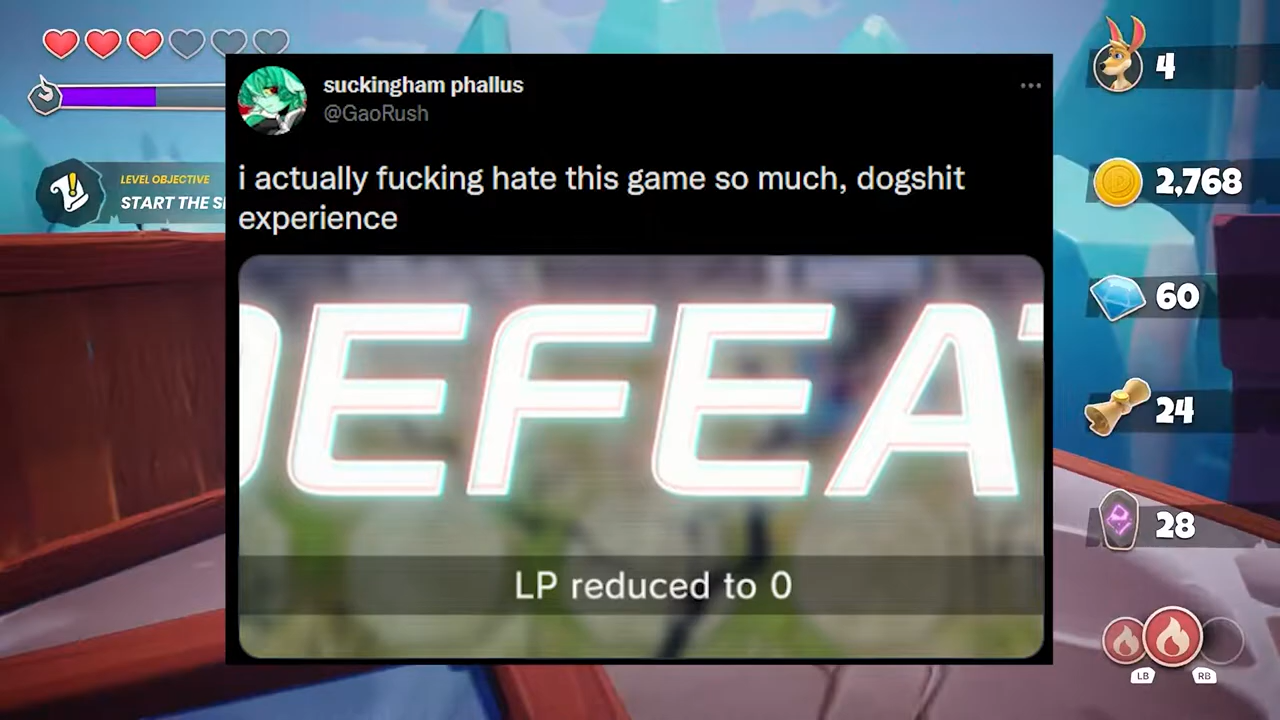 suckingham phallus
@GaoRush
i actually fucking hate this game so much, dogshit
experience
DEFEAT
LP reduced to 0
LEVEL OBJECTIVE
START THE
4
2,768
60
24
28
LB RB